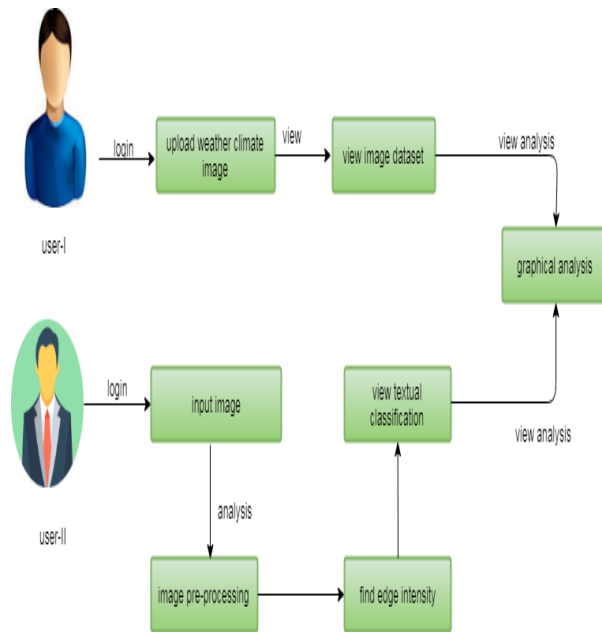 login
upload weather climate
image
view
view image dataset
view analysis
user-I
graphical analysis
login
input image
view textual
classification
view analysis
analysis
user-II
image pre-processing
find edge intensity